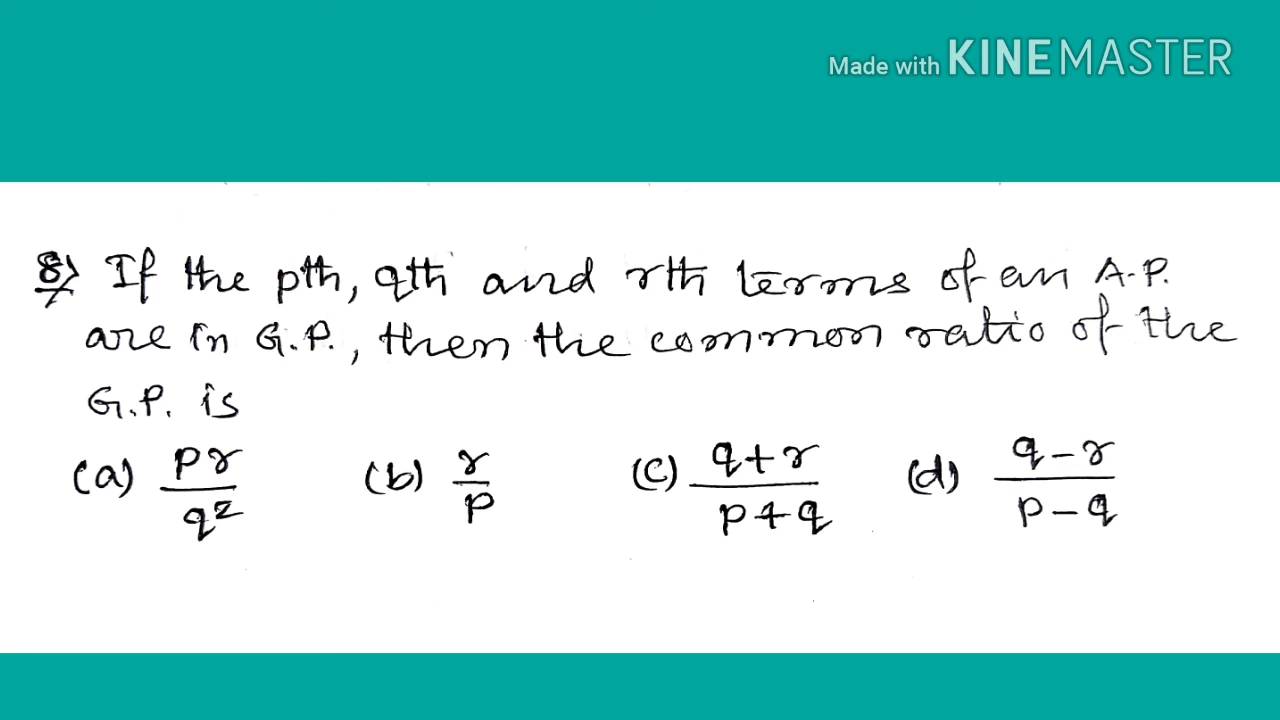 Made with KINEMASTER
8) If the pth, qth and rth terms of an A.P.
are in G.P., then the common ratio of the
G.P. is
(a) pr/q² (b) r/p (c) q+r/p+q (d) q-r/p-q